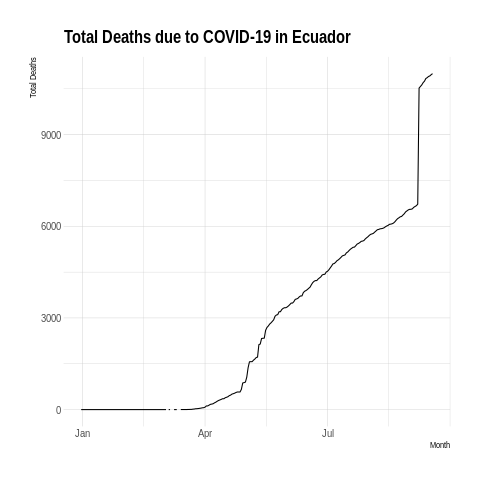 Total Deaths due to COVID-19 in Ecuador
Total Deaths
9000
6000
3000
0
Jan Apr Jul
Month